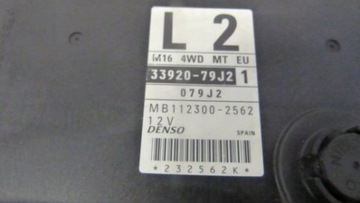 L 2
M16 4WD MT EU
33920-79J2 1
079J2
MB112300-2562
12V
DENSO
SPAIN
*232562K*